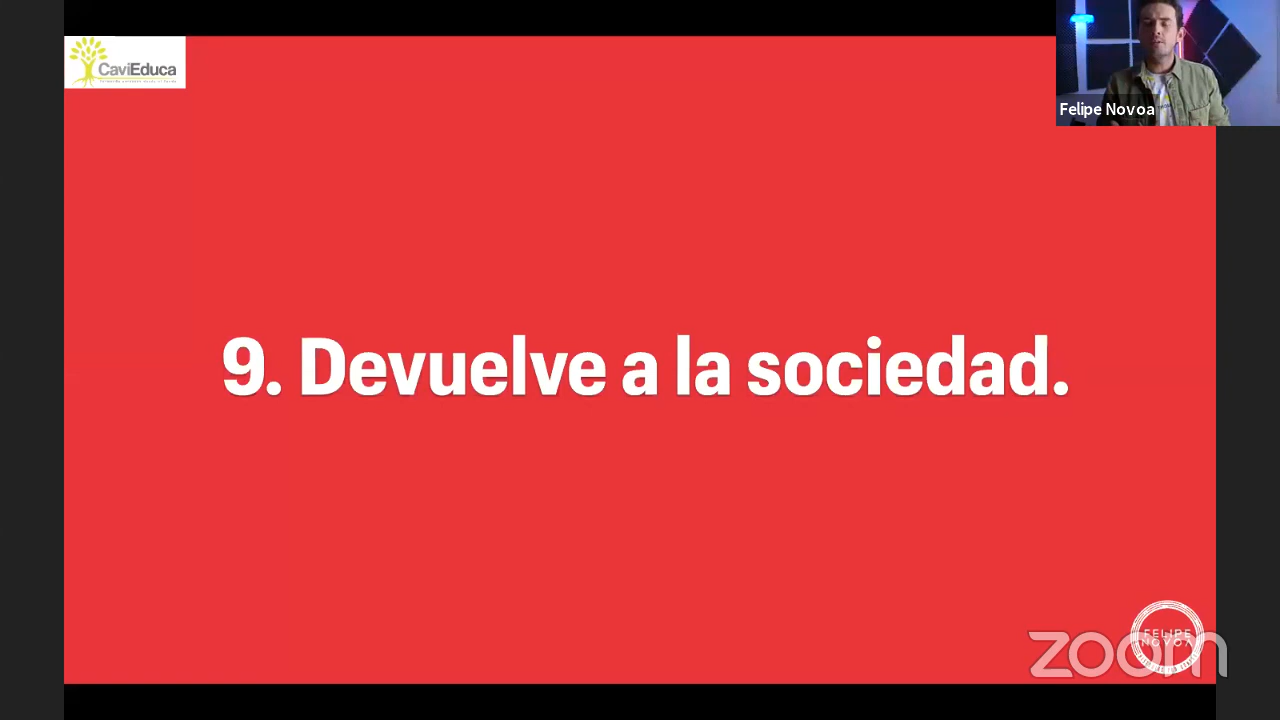 CaviEduca
Felipe Novoa
9. Devuelve a la sociedad.
FELIPE
NOVOA
zoom